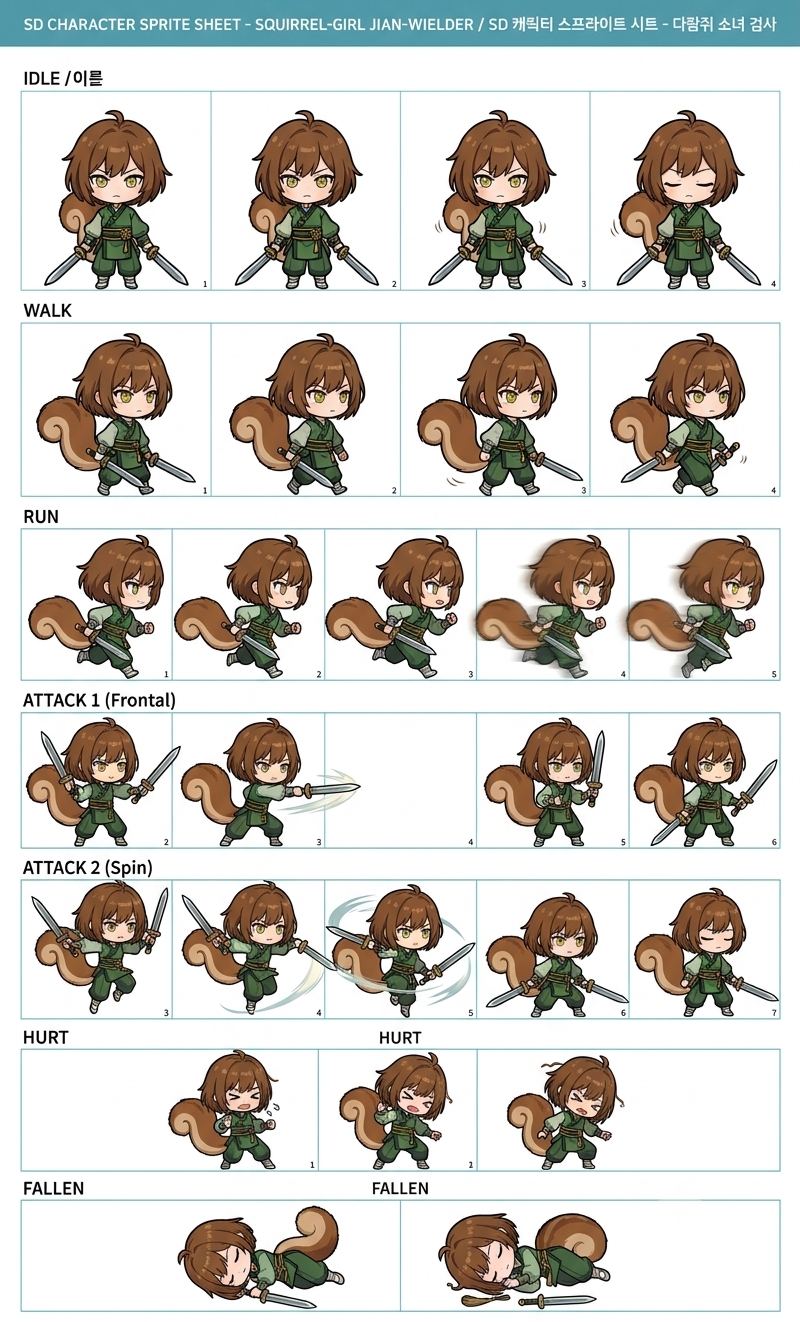 SD CHARACTER SPRITE SHEET - SQUIRREL-GIRL JIAN-WIELDER / SD 캐릭티 스프라이트 시트 - 다람쥐 소녀 검사
IDLE /이를
1 2 3 4
WALK
1 2 3 4
RUN
1 2 3 4 5
ATTACK 1 (Frontal)
2 3 4 5 6
ATTACK 2 (Spin)
3 4 5 6 7
HURT HURT
1 2
FALLEN FALLEN